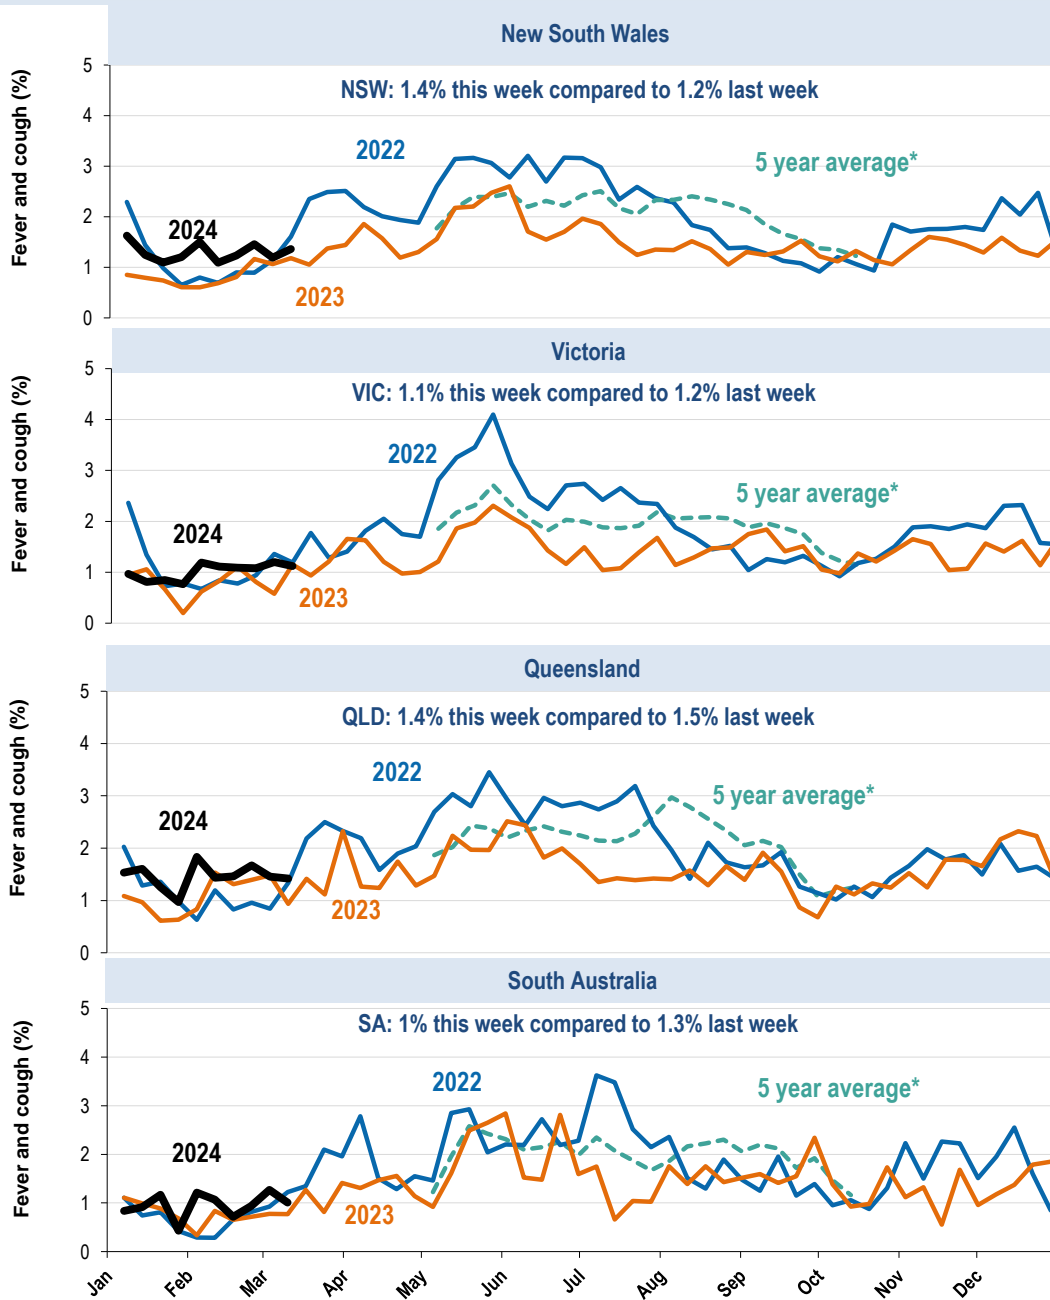 New South Wales
Fever and cough (%)
5
4
3
2
1
0
NSW: 1.4% this week compared to 1.2% last week
2022
5 year average*
2024
2023
Victoria
Fever and cough (%)
5
4
3
2
1
0
VIC: 1.1% this week compared to 1.2% last week
2022
5 year average*
2024
2023
Queensland
Fever and cough (%)
5
4
3
2
1
0
QLD: 1.4% this week compared to 1.5% last week
2022
5 year average*
2024
2023
South Australia
Fever and cough (%)
5
4
3
2
1
0
SA: 1% this week compared to 1.3% last week
2022
5 year average*
2024
2023
Jan Feb Mar Apr May Jun Jul Aug Sep Oct Nov Dec